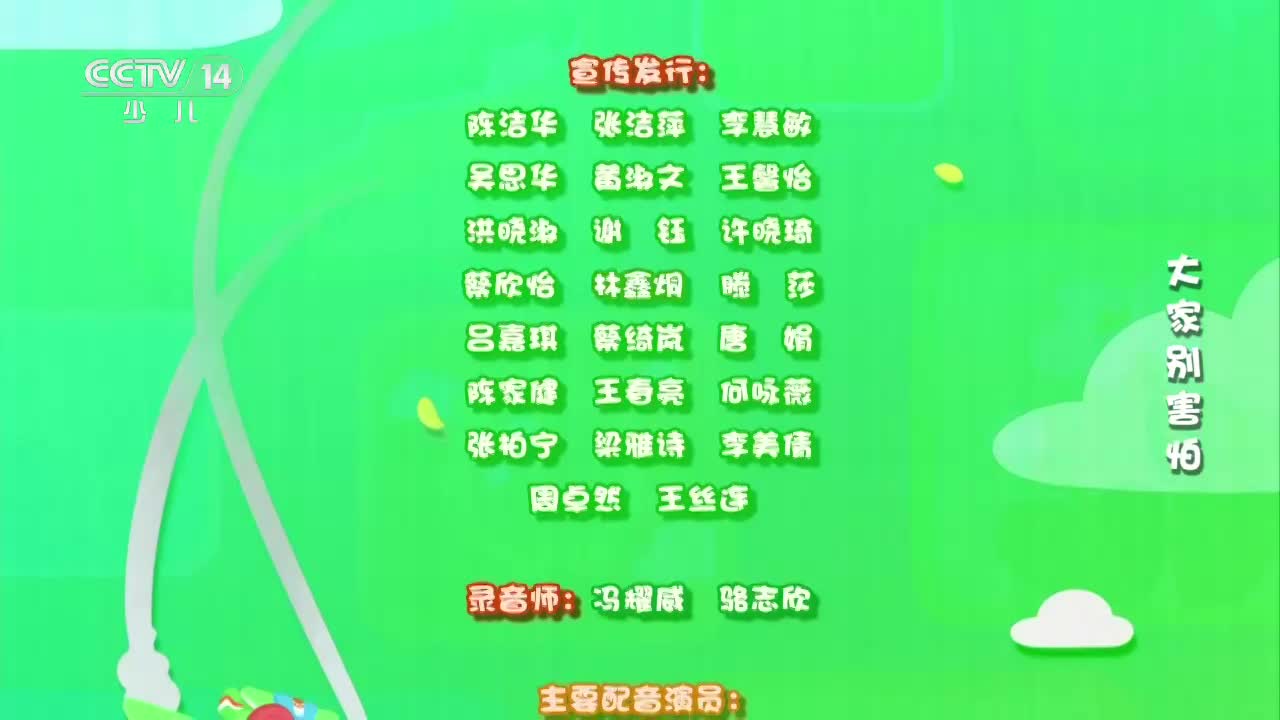 CCTV 14
少儿
宣传发行：
陈洁华 张洁萍 李慧敏
吴思华 黄淑文 王馨怡
洪晓淑 谢 钰 许晓琦
蔡欣怡 林鑫炯 滕 莎
吕嘉琪 蔡绮岚 唐 娟
陈家健 王春亮 何咏薇
张柏宁 梁雅诗 李美倩
周卓然 王丝连
录音师：冯耀威 骆志欣
主要配音演员：
大家别害怕